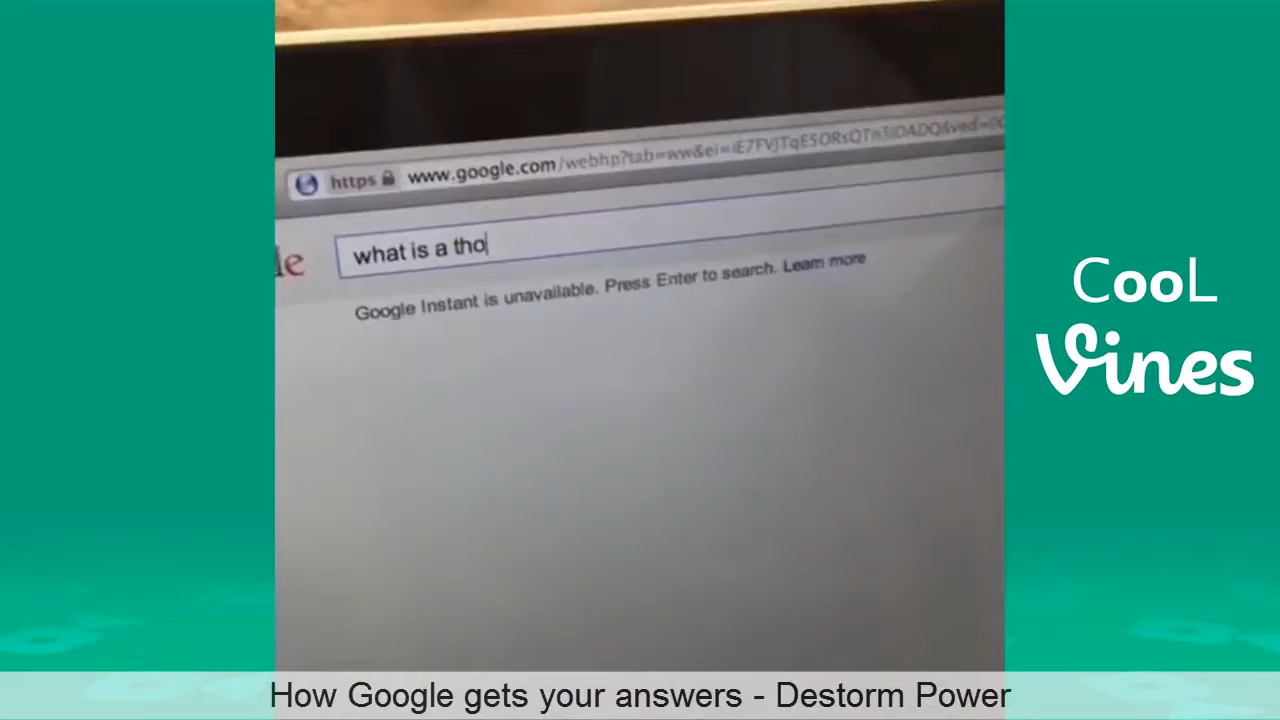 https www.google.com/webhp?tab=ww&ei=
le
what is a tho
Google Instant is unavailable. Press Enter to search. Learn more
CooL
Vines
How Google gets your answers - Destorm Power